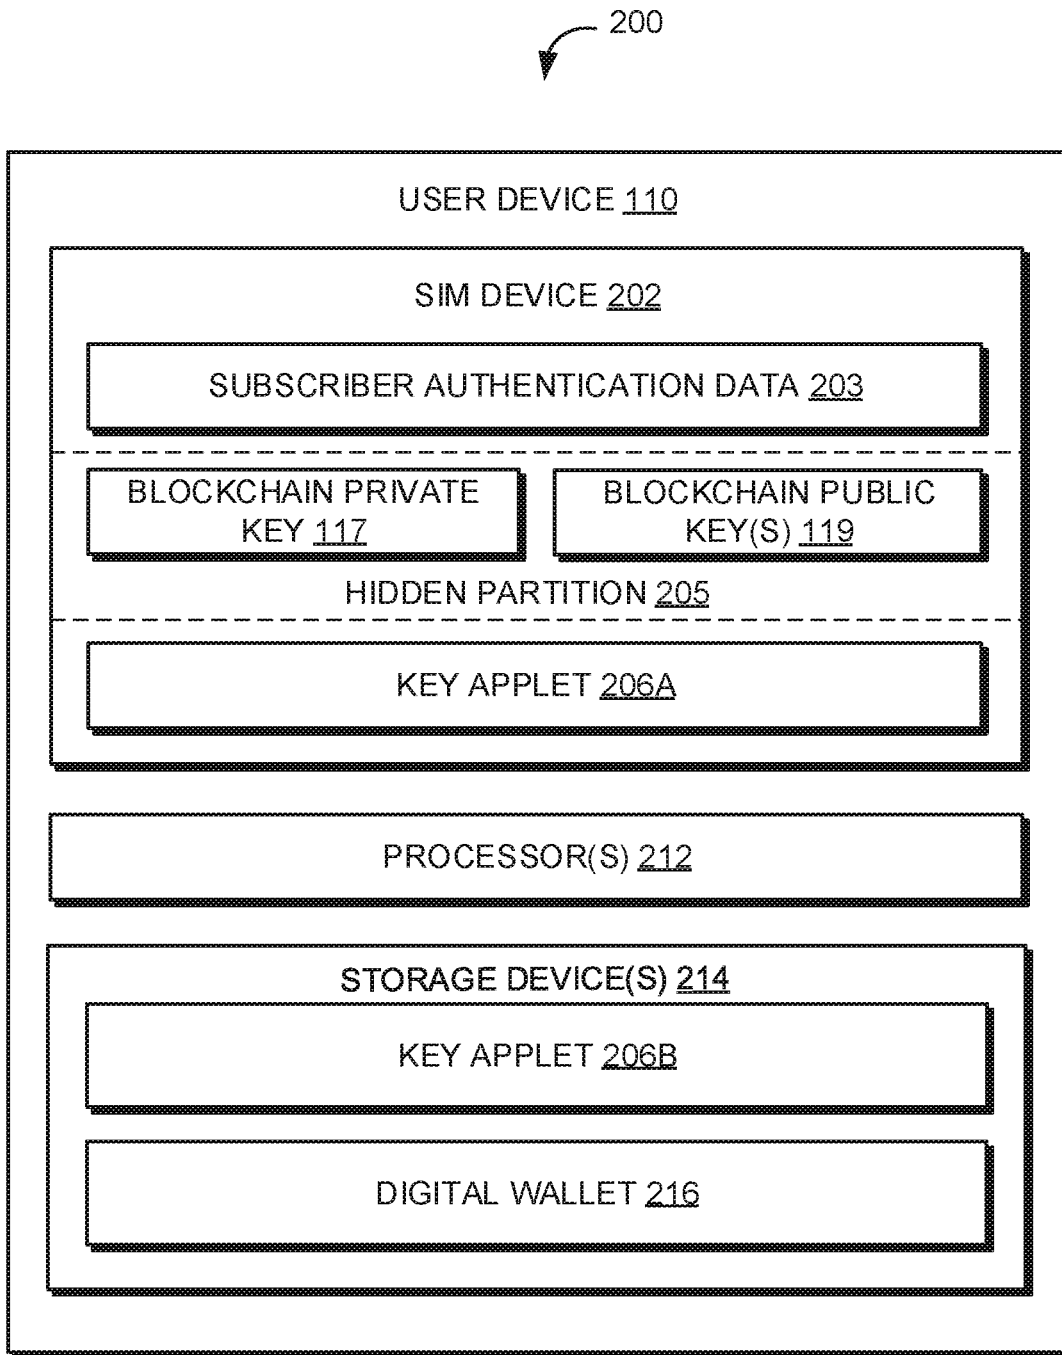 200
USER DEVICE 110
SIM DEVICE 202
SUBSCRIBER AUTHENTICATION DATA 203
BLOCKCHAIN PRIVATE
KEY 117
BLOCKCHAIN PUBLIC
KEY(S) 119
HIDDEN PARTITION 205
KEY APPLET 206A
PROCESSOR(S) 212
STORAGE DEVICE(S) 214
KEY APPLET 206B
DIGITAL WALLET 216